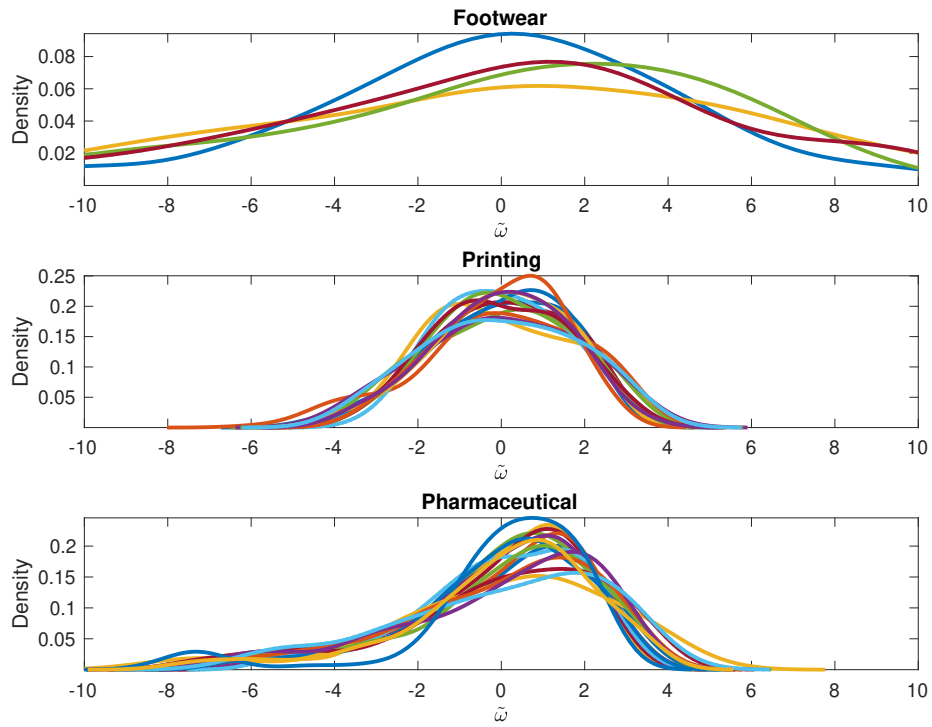 Footwear
Density
0.08
0.06
0.04
0.02
-10 -8 -6 -4 -2 0 2 4 6 8 10
ω̃
Printing
Density
0.25
0.2
0.15
0.1
0.05
-10 -8 -6 -4 -2 0 2 4 6 8 10
ω̃
Pharmaceutical
Density
0.2
0.15
0.1
0.05
-10 -8 -6 -4 -2 0 2 4 6 8 10
ω̃